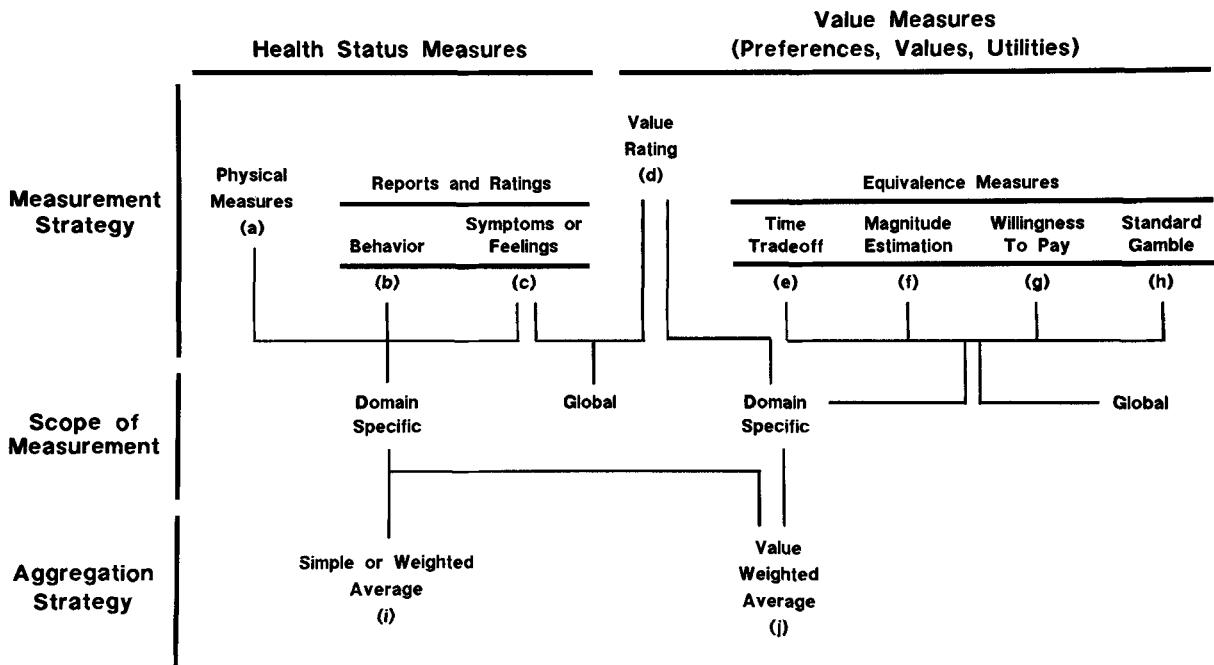 Health Status Measures
Value Measures
(Preferences, Values, Utilities)
Measurement
Strategy
Physical
Measures
(a)
Reports and Ratings
Behavior
(b)
Symptoms or
Feelings
(c)
Value
Rating
(d)
Equivalence Measures
Time
Tradeoff
(e)
Magnitude
Estimation
(f)
Willingness
To Pay
(g)
Standard
Gamble
(h)
Scope of
Measurement
Domain
Specific
Global
Domain
Specific
Global
Aggregation
Strategy
Simple or Weighted
Average
(i)
Value
Weighted
Average
(j)